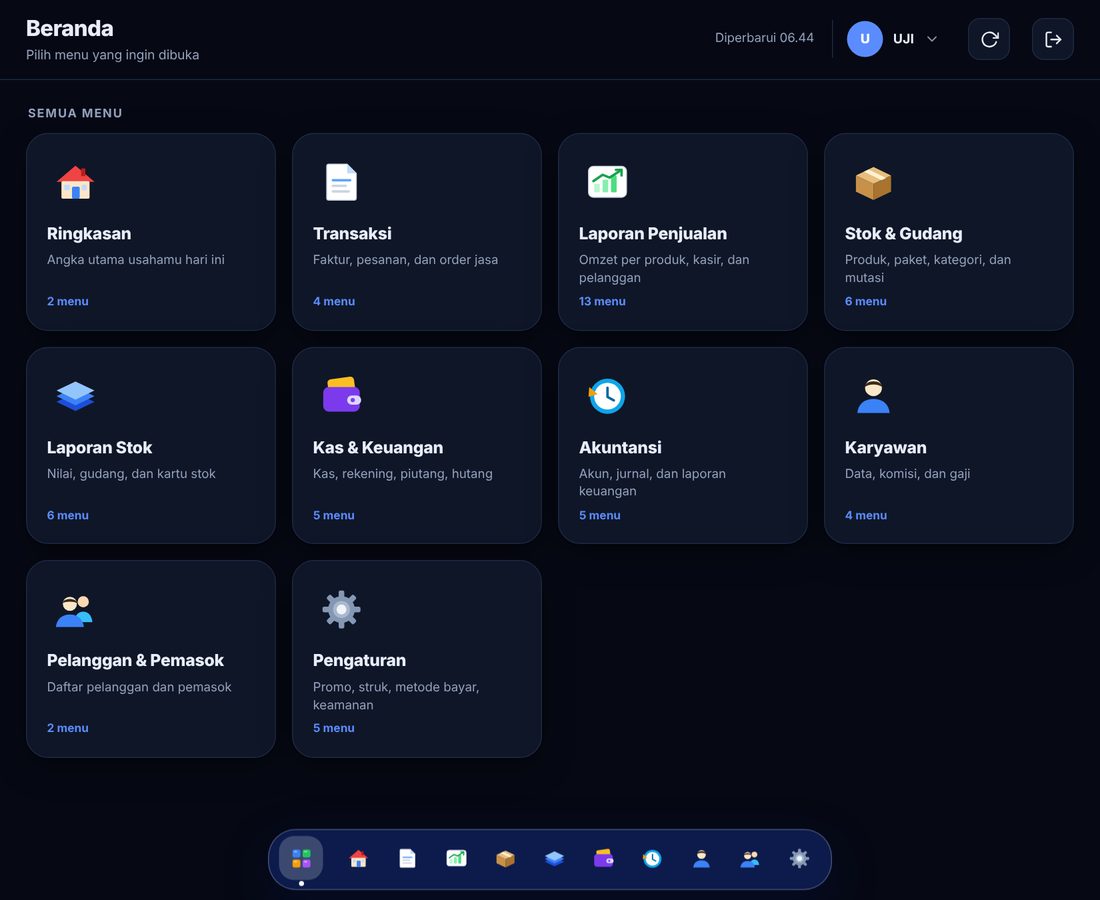 Beranda
Pilih menu yang ingin dibuka
Diperbarui 06.44
U
UJI
SEMUA MENU
Ringkasan
Angka utama usahamu hari ini
2 menu
Transaksi
Faktur, pesanan, dan order jasa
4 menu
Laporan Penjualan
Omzet per produk, kasir, dan
pelanggan
13 menu
Stok & Gudang
Produk, paket, kategori, dan
mutasi
6 menu
Laporan Stok
Nilai, gudang, dan kartu stok
6 menu
Kas & Keuangan
Kas, rekening, piutang, hutang
5 menu
Akuntansi
Akun, jurnal, dan laporan
keuangan
5 menu
Karyawan
Data, komisi, dan gaji
4 menu
Pelanggan & Pemasok
Daftar pelanggan dan pemasok
2 menu
Pengaturan
Promo, struk, metode bayar,
keamanan
5 menu